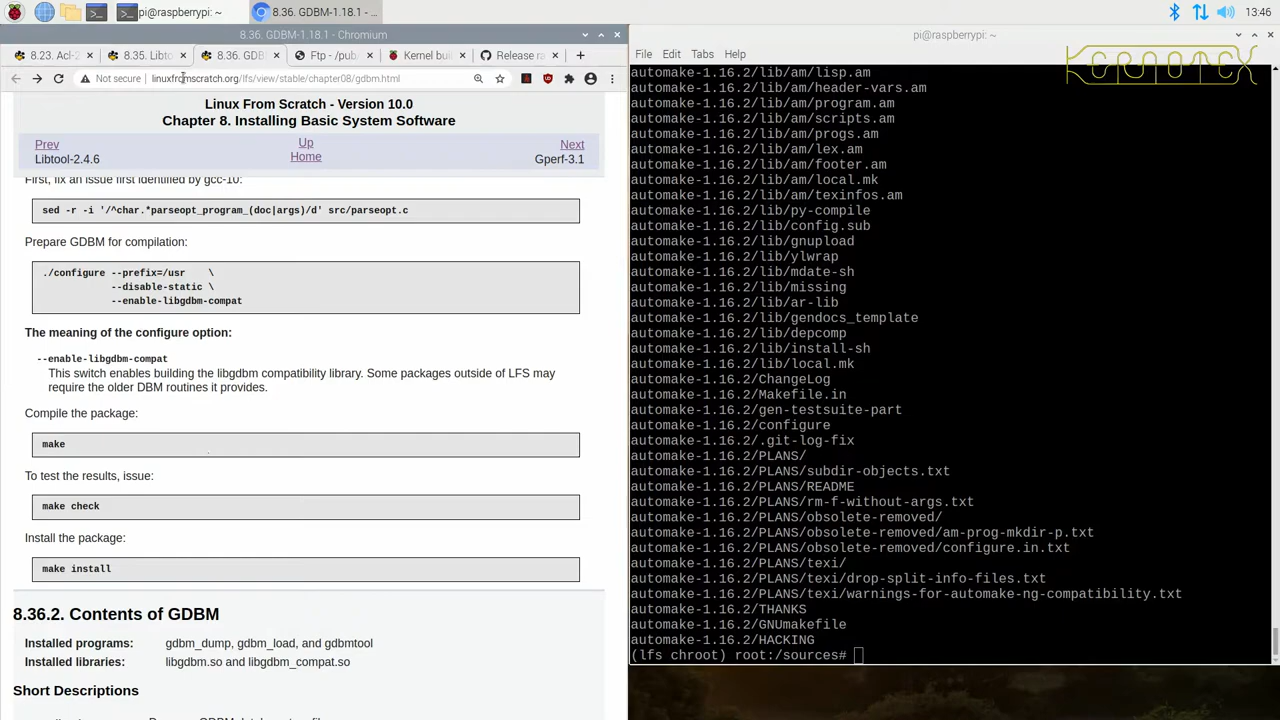 pi@raspberrypi: ~
8.36. GDBM-1.18.1 - ...
13:46
8.36. GDBM-1.18.1 - Chromium
8.23. Acl-2
8.35. Libto
8.36. GDB
Ftp - /pub
Kernel buil
Release ra
Not secure
linuxfromscratch.org/lfs/view/stable/chapter08/gdbm.html
Linux From Scratch - Version 10.0
Chapter 8. Installing Basic System Software
Prev
Up
Next
Libtool-2.4.6
Home
Gperf-3.1
First, fix an issue first identified by gcc-10:
sed -r -i '/^char.*parseopt_program_(doc|args)/d' src/parseopt.c
Prepare GDBM for compilation:
./configure --prefix=/usr    \
--disable-static \
--enable-libgdbm-compat
The meaning of the configure option:
--enable-libgdbm-compat
This switch enables building the libgdbm compatibility library. Some packages outside of LFS may
require the older DBM routines it provides.
Compile the package:
make
To test the results, issue:
make check
Install the package:
make install
8.36.2. Contents of GDBM
Installed programs:
gdbm_dump, gdbm_load, and gdbmtool
Installed libraries:
libgdbm.so and libgdbm_compat.so
Short Descriptions
pi@raspberrypi: ~
File Edit Tabs Help
automake-1.16.2/lib/am/lisp.am
automake-1.16.2/lib/am/header-vars.am
automake-1.16.2/lib/am/program.am
automake-1.16.2/lib/am/scripts.am
automake-1.16.2/lib/am/progs.am
automake-1.16.2/lib/am/lex.am
automake-1.16.2/lib/am/footer.am
automake-1.16.2/lib/am/local.mk
automake-1.16.2/lib/am/texinfos.am
automake-1.16.2/lib/py-compile
automake-1.16.2/lib/config.sub
automake-1.16.2/lib/gnupload
automake-1.16.2/lib/ylwrap
automake-1.16.2/lib/mdate-sh
automake-1.16.2/lib/missing
automake-1.16.2/lib/ar-lib
automake-1.16.2/lib/gendocs_template
automake-1.16.2/lib/depcomp
automake-1.16.2/lib/install-sh
automake-1.16.2/lib/local.mk
automake-1.16.2/ChangeLog
automake-1.16.2/Makefile.in
automake-1.16.2/gen-testsuite-part
automake-1.16.2/configure
automake-1.16.2/.git-log-fix
automake-1.16.2/PLANS/
automake-1.16.2/PLANS/subdir-objects.txt
automake-1.16.2/PLANS/README
automake-1.16.2/PLANS/rm-f-without-args.txt
automake-1.16.2/PLANS/obsolete-removed/
automake-1.16.2/PLANS/obsolete-removed/am-prog-mkdir-p.txt
automake-1.16.2/PLANS/obsolete-removed/configure.in.txt
automake-1.16.2/PLANS/texi/
automake-1.16.2/PLANS/texi/drop-split-info-files.txt
automake-1.16.2/PLANS/texi/warnings-for-automake-ng-compatibility.txt
automake-1.16.2/THANKS
automake-1.16.2/GNUmakefile
automake-1.16.2/HACKING
(lfs chroot) root:/sources#